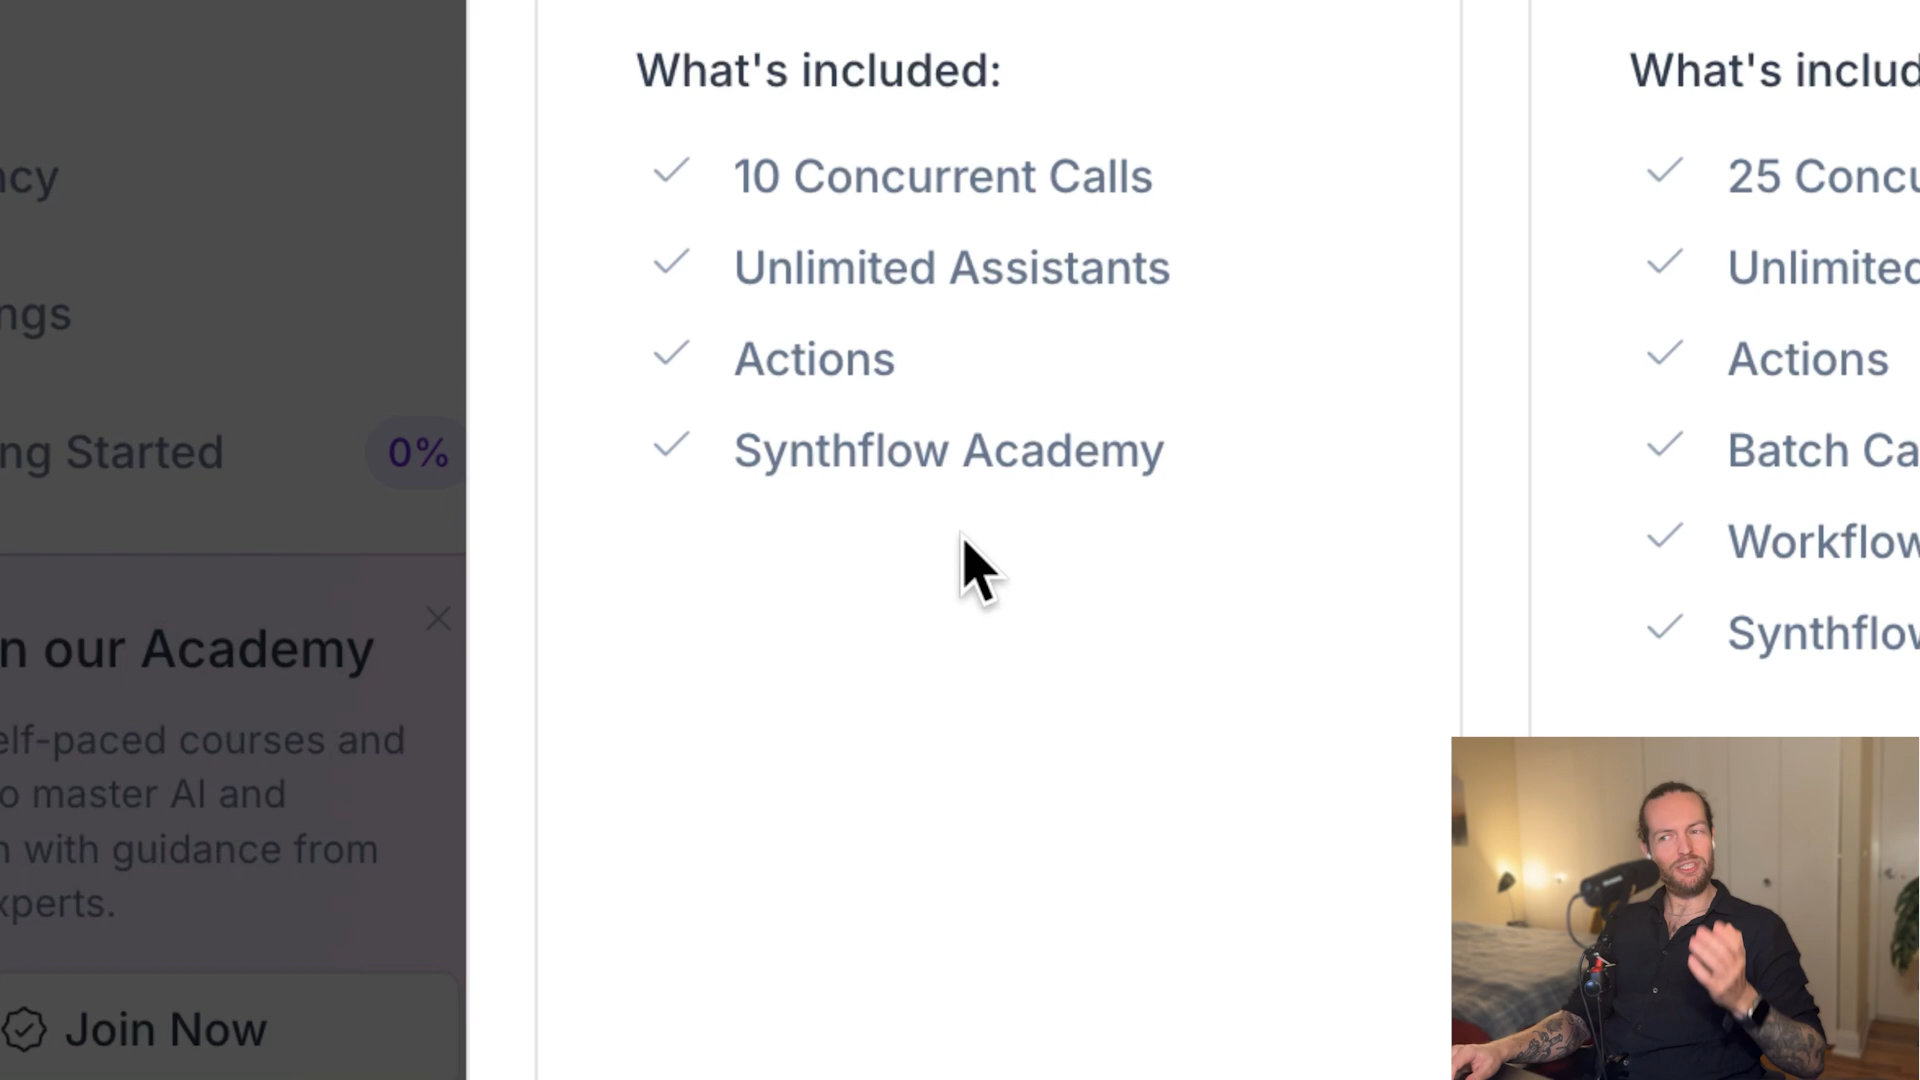 What's included:
10 Concurrent Calls
Unlimited Assistants
Actions
Synthflow Academy
What's includ
25 Concu
Unlimited
Actions
Batch Ca
Workflow
Synthflow
ncy
ngs
ng Started
0%
n our Academy
elf-paced courses and
o master AI and
n with guidance from
xperts.
Join Now